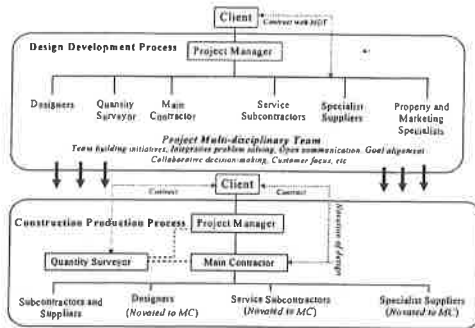 Client
Contract with MDT
Design Development Process
Project Manager
Designers
Quantity Surveyor
Main Contractor
Service Subcontractors
Specialist Suppliers
Property and Marketing Specialists
Project Multi-disciplinary Team
Team building initiatives, Integrative problem solving, Open communication, Goal alignment
Collaborative decision making, Customer focus, etc
Client
Contract
Contract
Construction Production Process
Project Manager
Novation of design
Quantity Surveyor
Main Contractor
Subcontractors and Suppliers
Designers
(Novated to MC)
Service Subcontractors
(Novated to MC)
Specialist Suppliers
(Novated to MC)